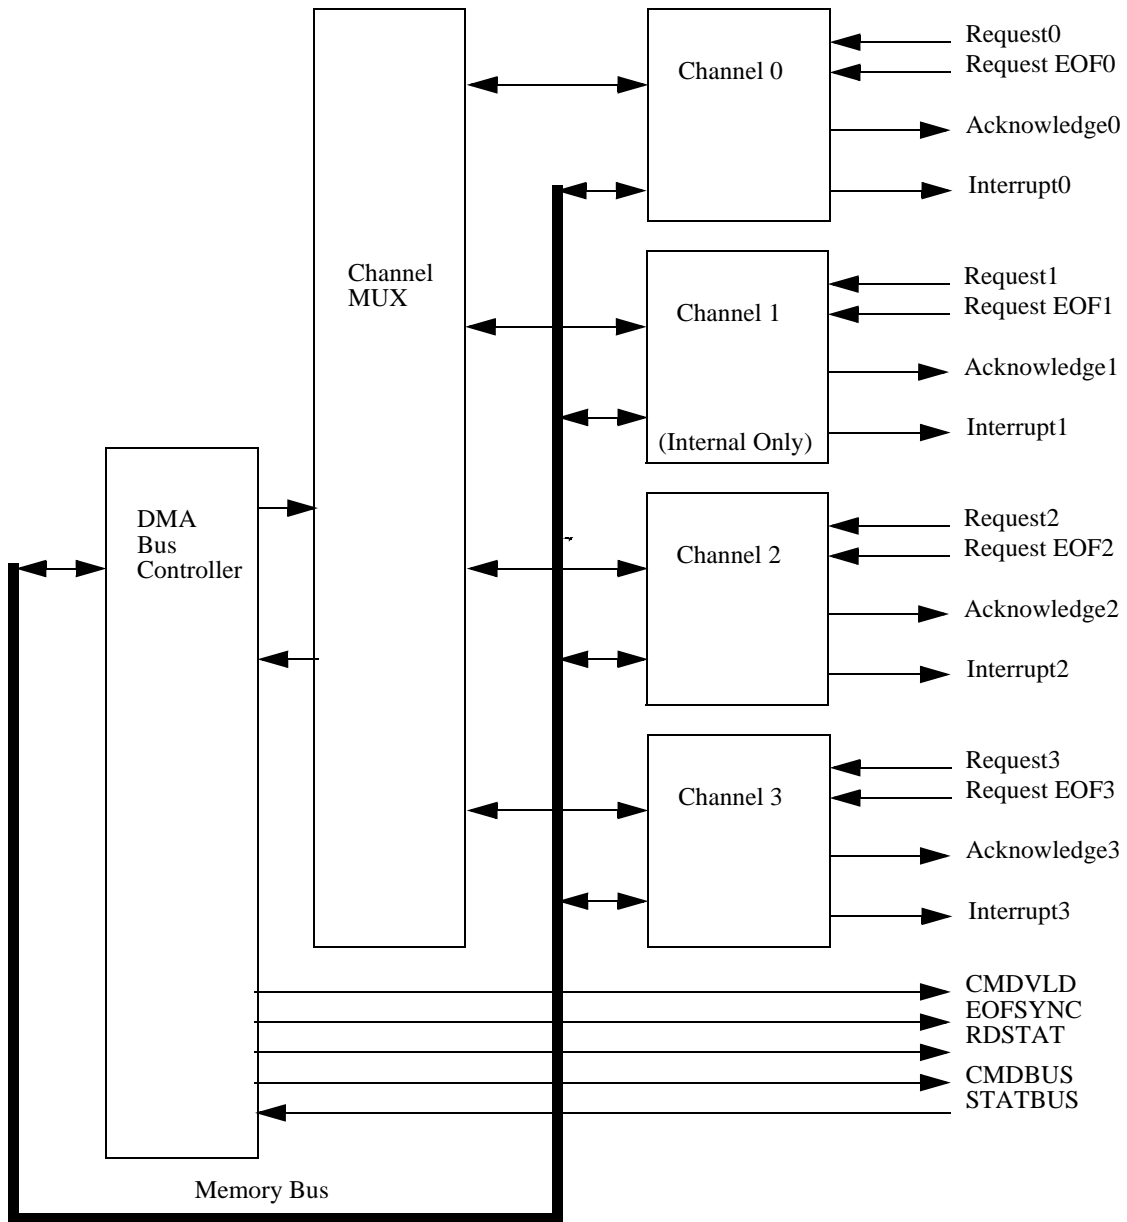 Channel 0
Request0
Request EOF0
Acknowledge0
Interrupt0
Channel
MUX
Channel 1
(Internal Only)
Request1
Request EOF1
Acknowledge1
Interrupt1
DMA
Bus
Controller
Channel 2
Request2
Request EOF2
Acknowledge2
Interrupt2
Channel 3
Request3
Request EOF3
Acknowledge3
Interrupt3
CMDVLD
EOFSYNC
RDSTAT
CMDBUS
STATBUS
Memory Bus